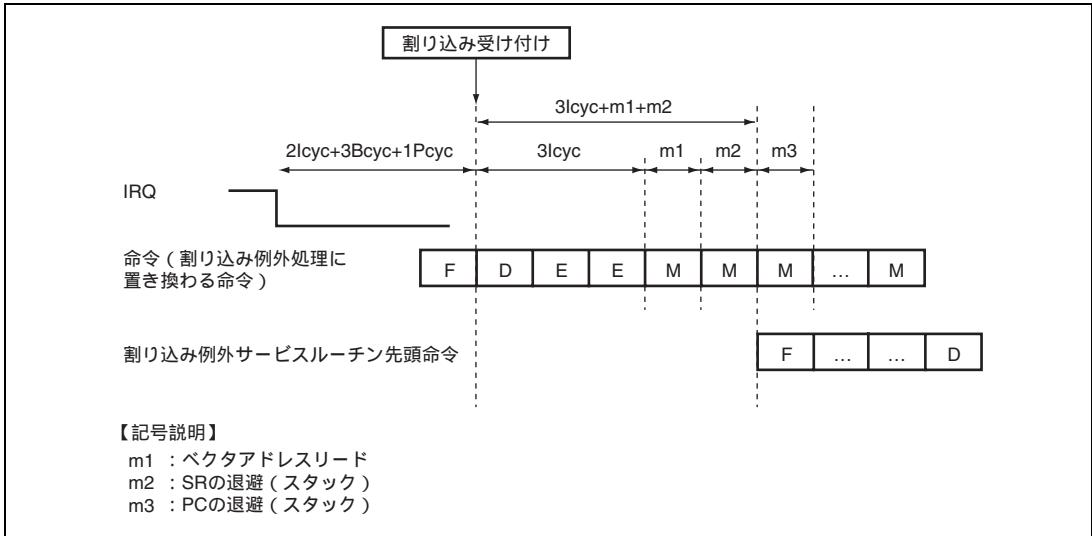 割り込み受け付け
3Icyc+m1+m2
2Icyc+3Bcyc+1Pcyc 3Icyc m1 m2 m3
IRQ
命令(割り込み例外処理に
置き換わる命令)
F D E E M M M … M
割り込み例外サービスルーチン先頭命令
F … … D
【記号説明】
m1 :ベクタアドレスリード
m2 :SRの退避(スタック)
m3 :PCの退避(スタック)